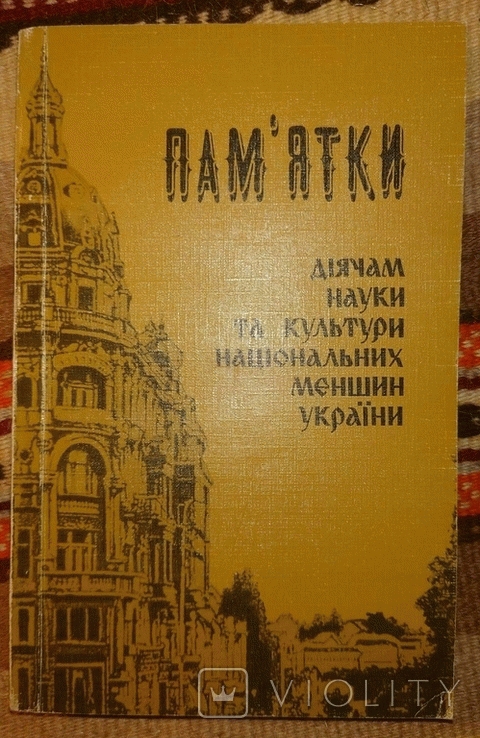 ПАМ'ЯТКИ
ДІЯЧАМ
НАУКИ
ТА КУЛЬТУРИ
НАЦІОНАЛЬНИХ
МЕНШИН
УКРАЇНИ
VIOLITY